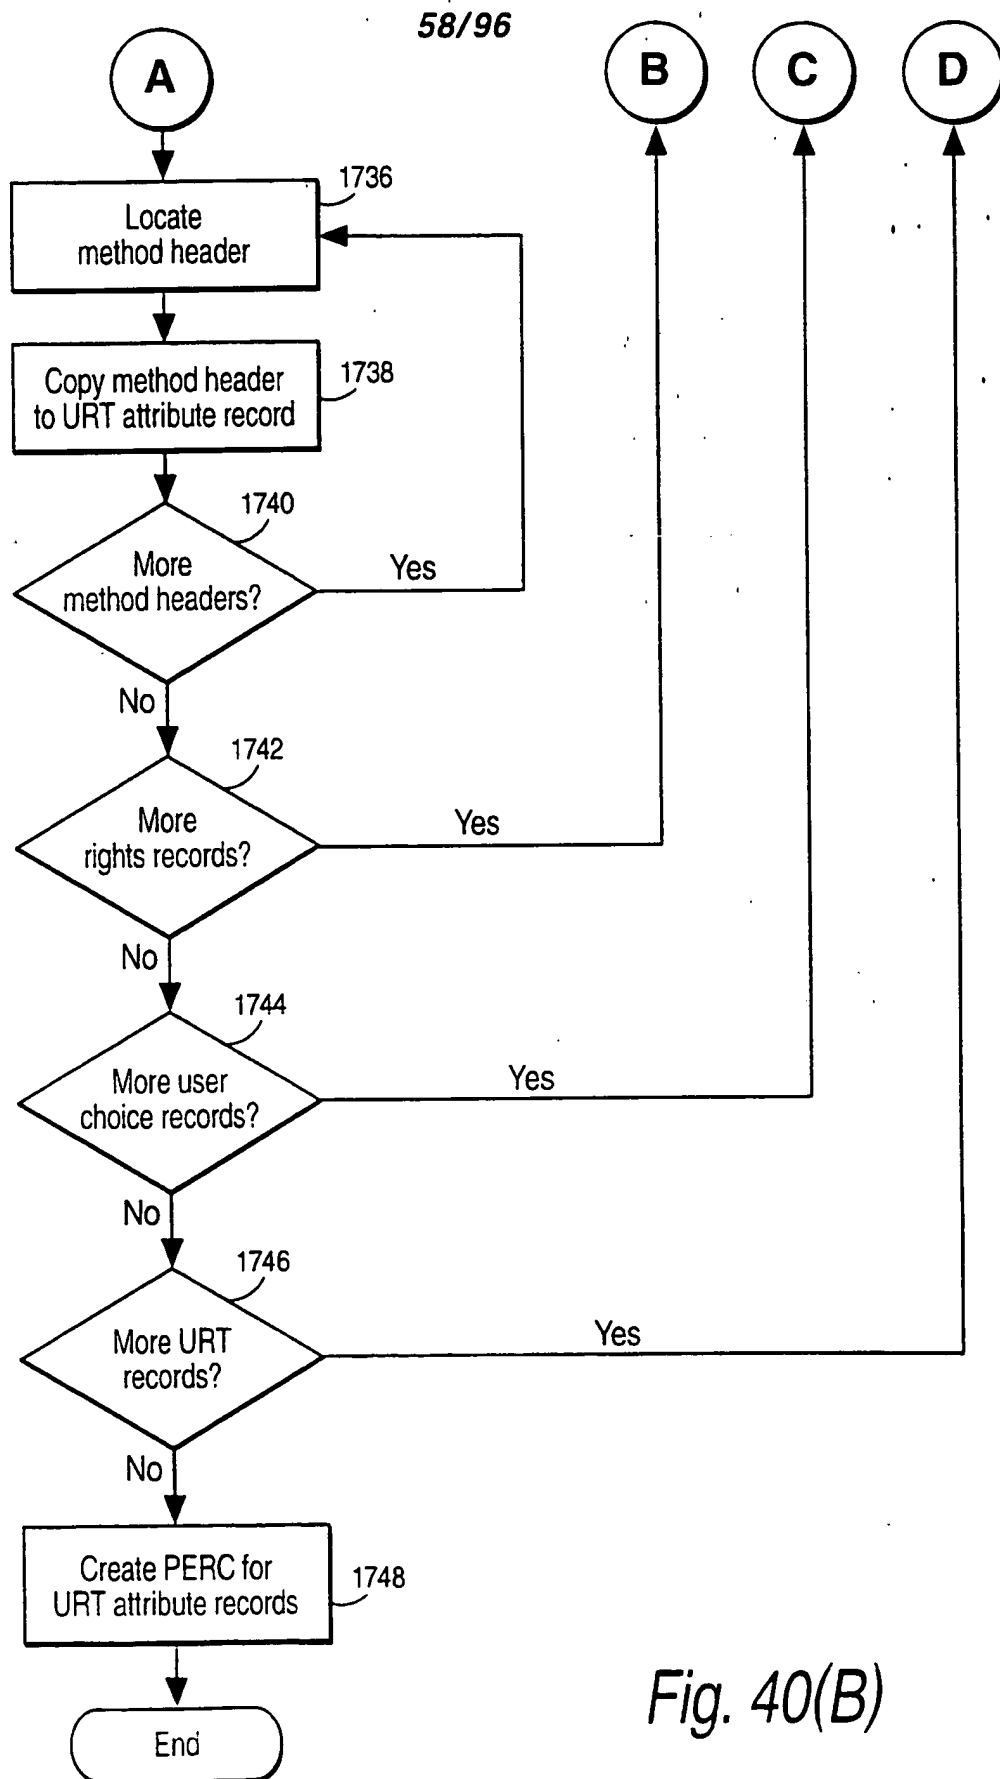 58/96
A
B
C
D
1736
Locate
method header
1738
Copy method header
to URT attribute record
1740
More
method headers?
Yes
No
1742
More
rights records?
Yes
No
1744
More user
choice records?
Yes
No
1746
More URT
records?
Yes
No
Create PERC for
URT attribute records
1748
End
Fig. 40(B)